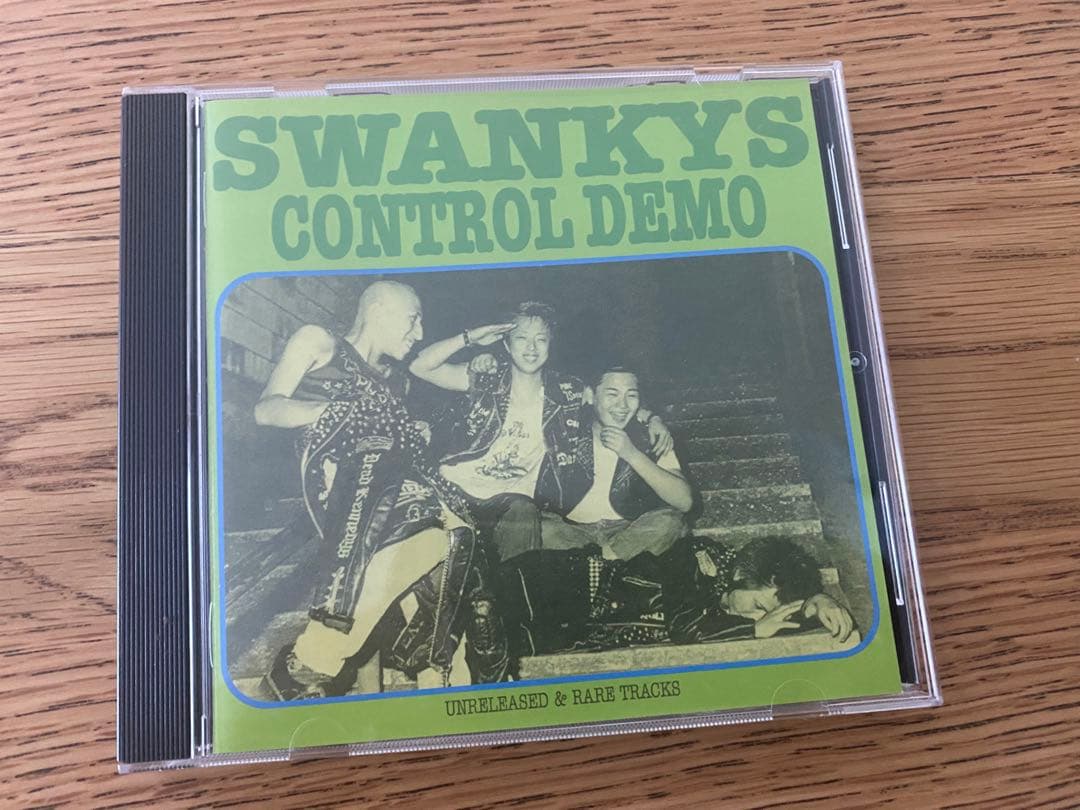 SWANKYS
CONTROL DEMO
UNRELEASED & RARE TRACKS